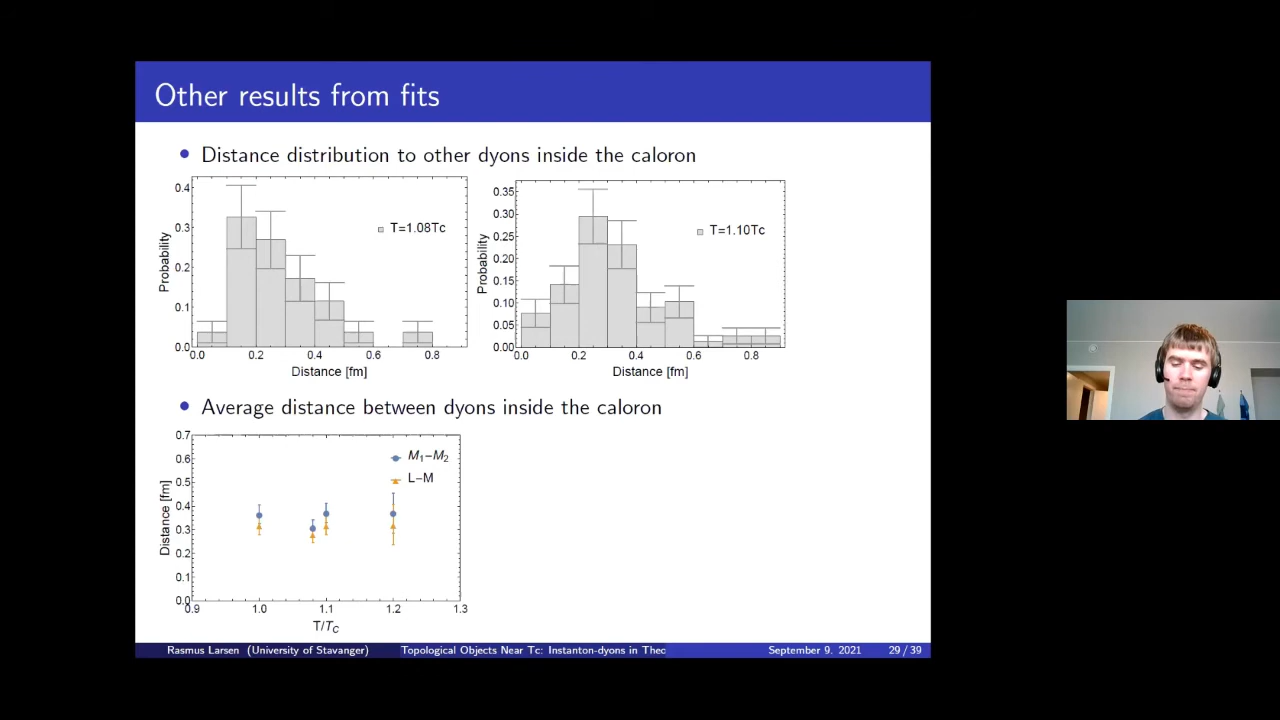 Other results from fits
• Distance distribution to other dyons inside the caloron
0.4
0.3
0.2
0.1
0.0
Probability
T=1.08Tc
0.0 0.2 0.4 0.6 0.8
Distance [fm]
0.35
0.30
0.25
0.20
0.15
0.10
0.05
0.00
Probability
T=1.10Tc
0.0 0.2 0.4 0.6 0.8
Distance [fm]
• Average distance between dyons inside the caloron
0.7
0.6
0.5
0.4
0.3
0.2
0.1
0.0
Distance [fm]
M₁−M₂
L−M
0.9 1.0 1.1 1.2 1.3
T/T_C
Rasmus Larsen (University of Stavanger) Topological Objects Near Tc: Instanton-dyons in Theo September 9. 2021 29 / 39